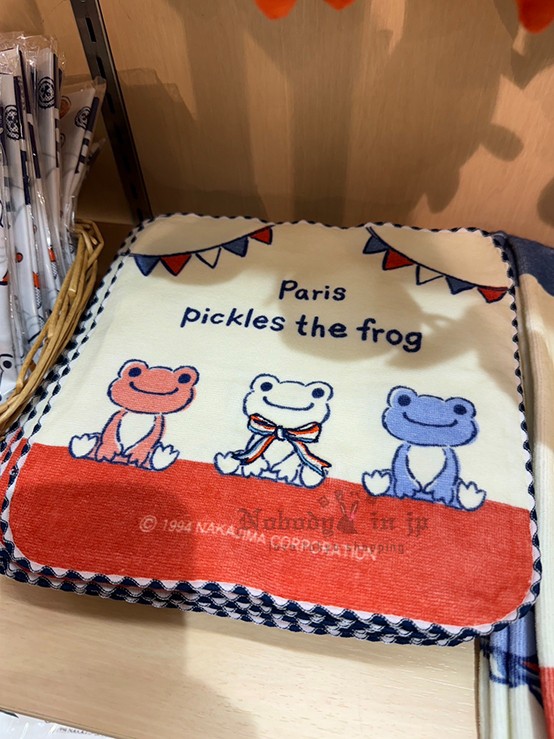 Paris
pickles the frog
Nobody in jp
© 1994 NAKAJIMA CORPORATION